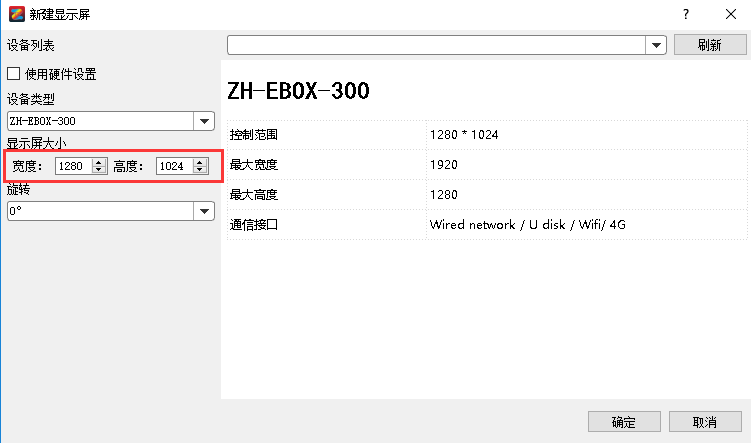 新建显示屏 ?
设备列表 刷新
使用硬件设置
设备类型
ZH-EBOX-300
显示屏大小
宽度： 1280 高度： 1024
旋转
0°
ZH-EBOX-300
控制范围 1280 * 1024
最大宽度 1920
最大高度 1280
通信接口 Wired network / U disk / Wifi/ 4G
确定 取消